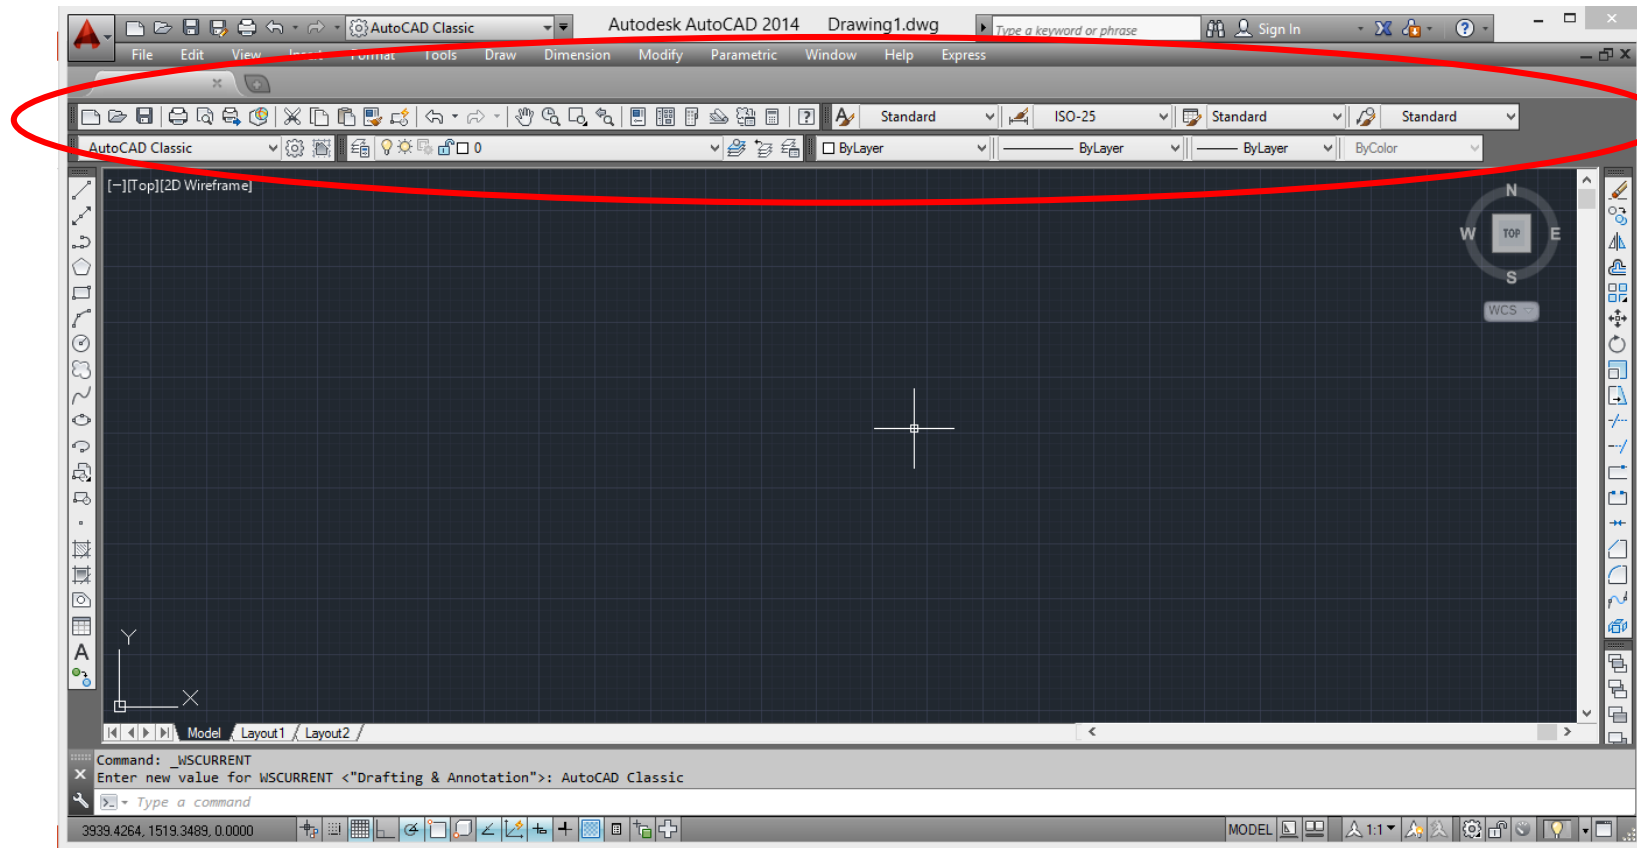 AutoCAD Classic Autodesk AutoCAD 2014 Drawing1.dwg Type a keyword or phrase Sign In
File Edit View Insert Format Tools Draw Dimension Modify Parametric Window Help Express
Standard ISO-25 Standard Standard
AutoCAD Classic 0 ByLayer ByLayer ByLayer ByColor
[−][Top][2D Wireframe]
N
W TOP E
S
WCS
A
Y
X
Model Layout1 Layout2
Command: _WSCURRENT
Enter new value for WSCURRENT <"Drafting & Annotation">: AutoCAD Classic
Type a command
3939.4264, 1519.3489, 0.0000 MODEL 1:1